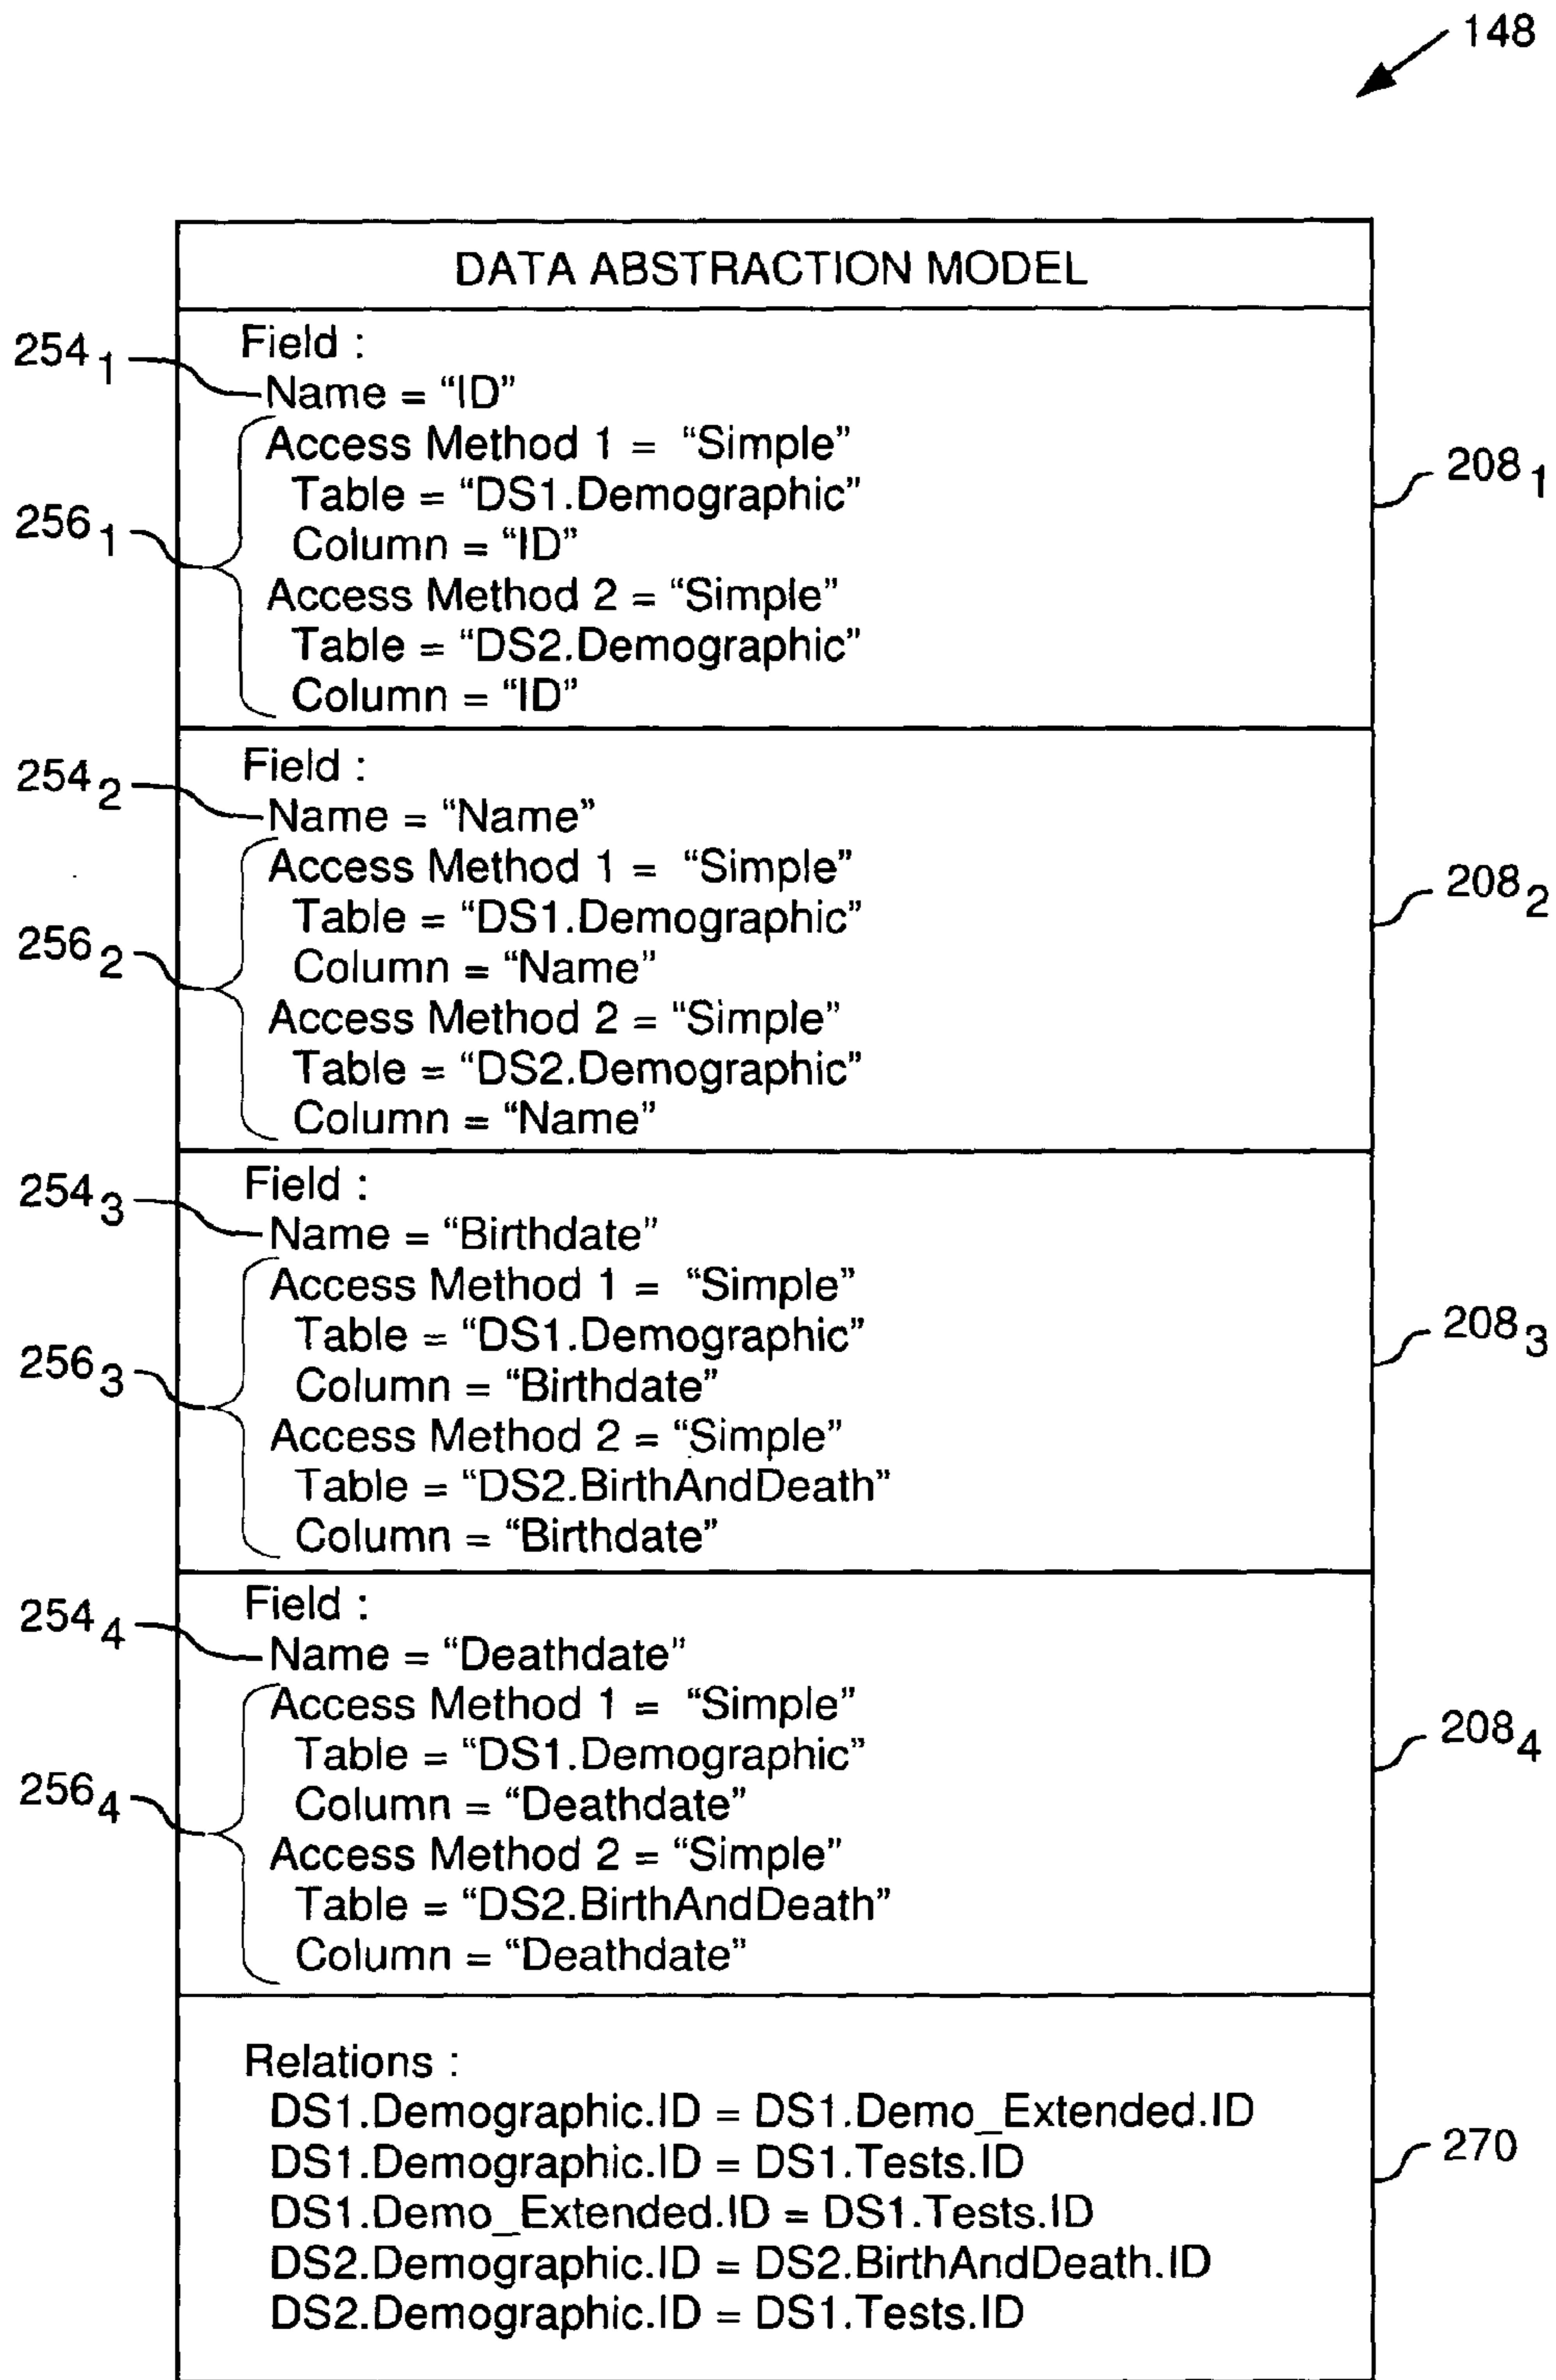 148
DATA ABSTRACTION MODEL
Field :
254 1
Name = “ID”
Access Method 1 = “Simple”
208 1
Table = “DS1.Demographic”
256 1
Column = “ID”
Access Method 2 = “Simple”
Table = “DS2.Demographic”
Column = “ID”
Field :
254 2
Name = “Name”
Access Method 1 = “Simple”
208 2
Table = “DS1.Demographic”
256 2
Column = “Name”
Access Method 2 = “Simple”
Table = “DS2.Demographic”
Column = “Name”
Field :
254 3
Name = “Birthdate”
Access Method 1 = “Simple”
208 3
Table = “DS1.Demographic”
256 3
Column = “Birthdate”
Access Method 2 = “Simple”
Table = “DS2.BirthAndDeath”
Column = “Birthdate”
Field :
254 4
Name = “Deathdate”
Access Method 1 = “Simple”
208 4
Table = “DS1.Demographic”
256 4
Column = “Deathdate”
Access Method 2 = “Simple”
Table = “DS2.BirthAndDeath”
Column = “Deathdate”
Relations :
DS1.Demographic.ID = DS1.Demo_Extended.ID
270
DS1.Demographic.ID = DS1.Tests.ID
DS1.Demo_Extended.ID = DS1.Tests.ID
DS2.Demographic.ID = DS2.BirthAndDeath.ID
DS2.Demographic.ID = DS1.Tests.ID